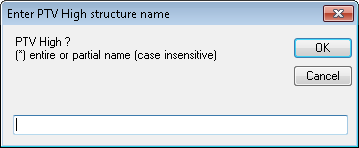 Enter PTV High structure name
PTV High ?
(*) entire or partial name (case insensitive)
OK
Cancel